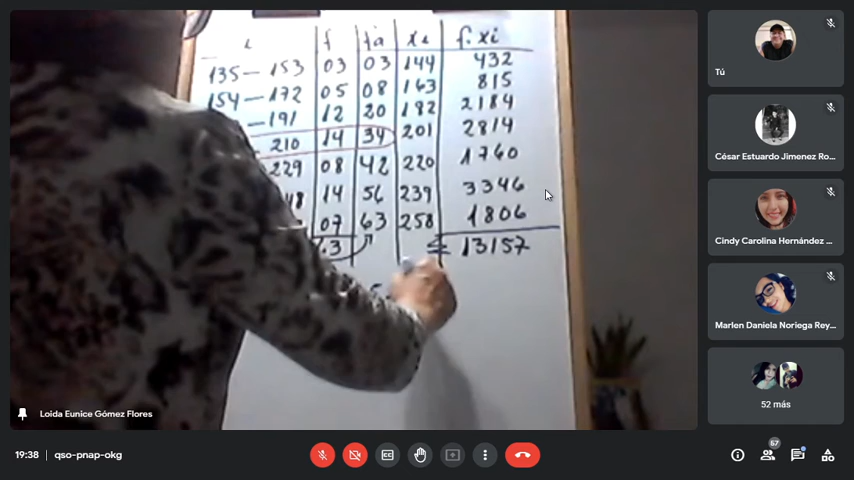 i f fa xi f.xi
135 — 153 03 03 144 432
154 — 172 05 08 163 815
— 191 12 20 182 2184
210 14 34 201 2814
229 08 42 220 1760
48 14 56 239 3346
07 63 258 1806
3 13157
Tú
César Estuardo Jimenez Ro...
Cindy Carolina Hernández ...
Marlen Daniela Noriega Rey...
52 más
Loida Eunice Gómez Flores
19:38 qso-pnap-okg
57